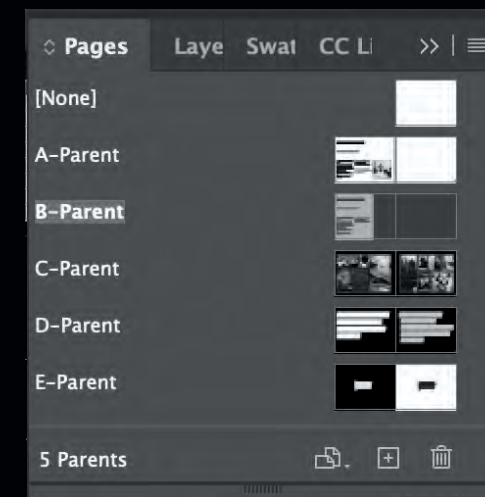 Pages Laye Swat CC Li
[None]
A-Parent
B-Parent
C-Parent
D-Parent
E-Parent
5 Parents